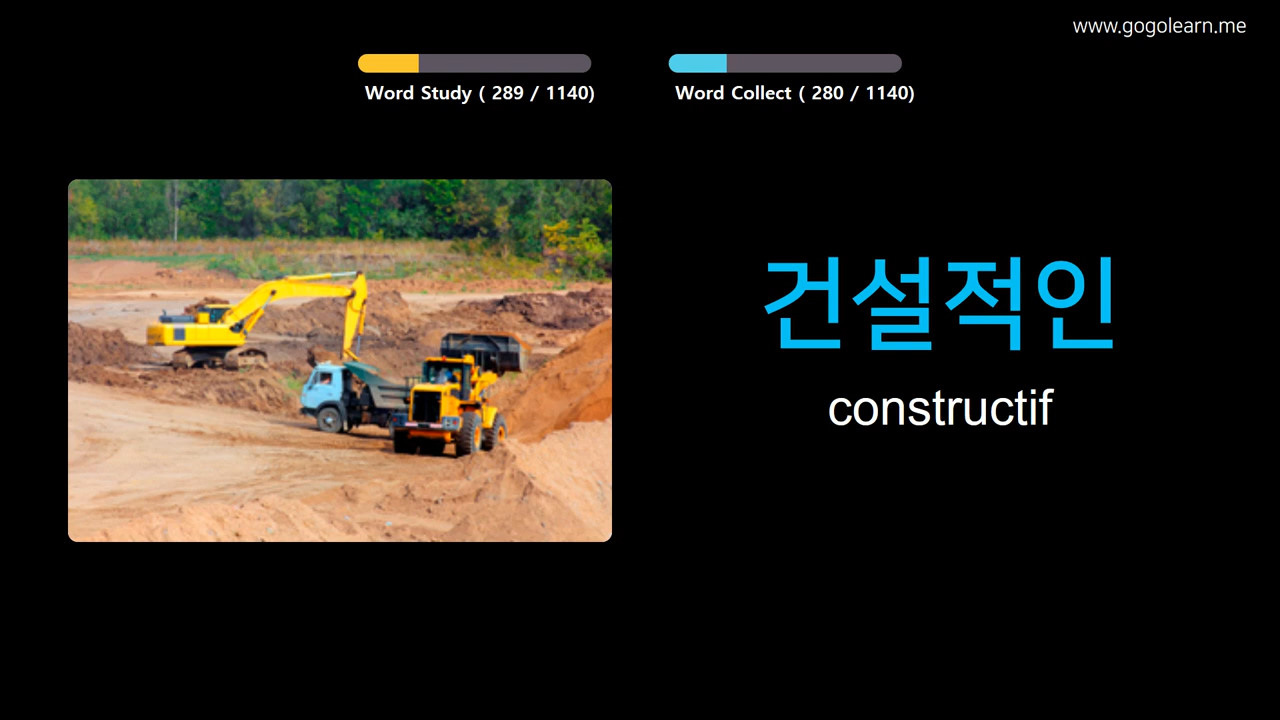 www.gogolearn.me
Word Study ( 289 / 1140)
Word Collect ( 280 / 1140)
건설적인
constructif